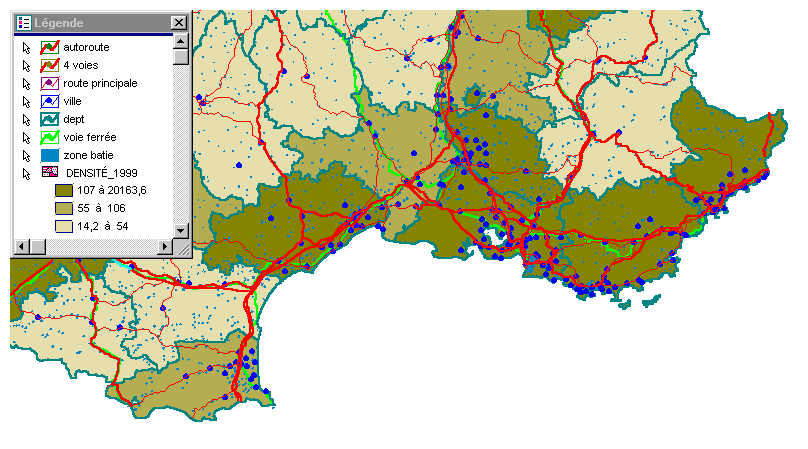 Légende
autoroute
4 voies
route principale
ville
dept
voie ferrée
zone batie
DENSITÉ_1999
107 à 20163,6
55 à 106
14,2 à 54